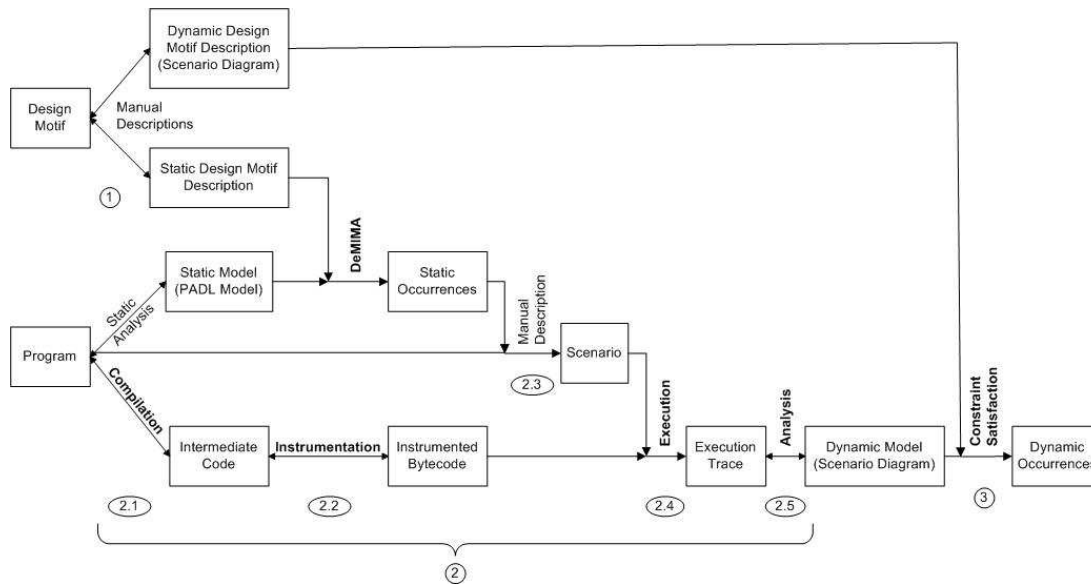 Dynamic Design
Motif Description
(Scenario Diagram)
Design
Motif
Manual
Descriptions
Static Design Motif
Description
1
DeMIMA
Static Model
(PADL Model)
Static
Occurrences
Static
Analysis
Manual
Description
Program
Scenario
2.3
Compilation
Execution
Analysis
Constraint
Satisfaction
Intermediate
Code
Instrumentation
Instrumented
Bytecode
Execution
Trace
Dynamic Model
(Scenario Diagram)
Dynamic
Occurrences
2.1
2.2
2.4
2.5
3
2